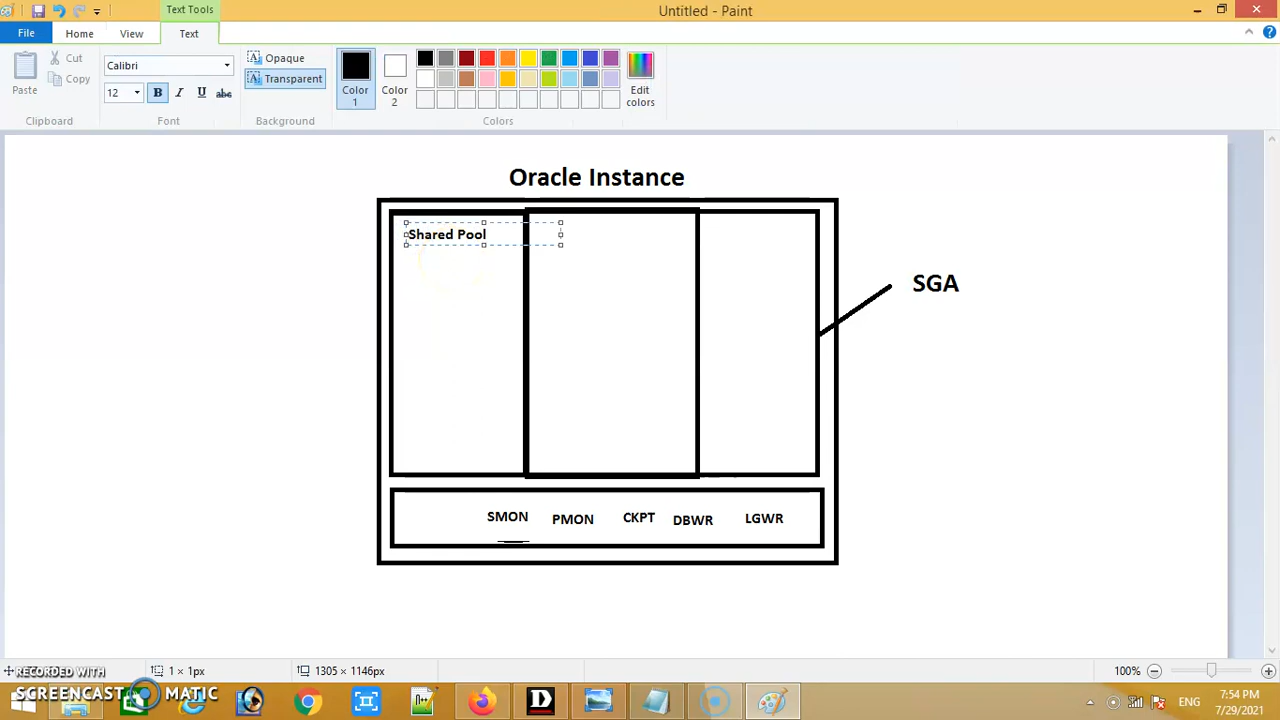 Text Tools
Untitled - Paint
File
Home
View
Text
Paste
Cut
Copy
Calibri
12
B
I
U
abc
Opaque
Transparent
Color
1
Color
2
Edit
colors
Clipboard
Font
Background
Colors
Oracle Instance
Shared Pool
SGA
SMON
PMON
CKPT
DBWR
LGWR
1 × 1px
1305 × 1146px
100%
RECORDED WITH
SCREENCAST MATIC
ENG
7:54 PM
7/29/2021